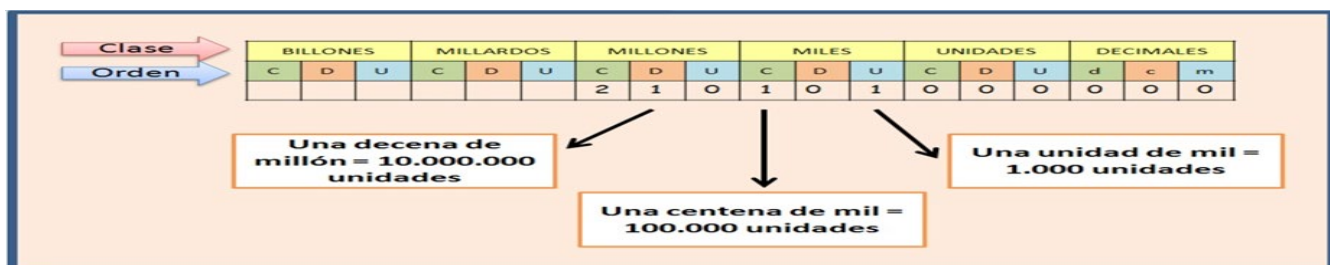 Clase
BILLONES MILLARDOS MILLONES MILES UNIDADES DECIMALES
Orden
C D U C D U C D U C D U C D U d c m
2 1 0 1 0 1 0 0 0 0 0 0
Una decena de
millón = 10.000.000
unidades
Una centena de mil =
100.000 unidades
Una unidad de mil =
1.000 unidades